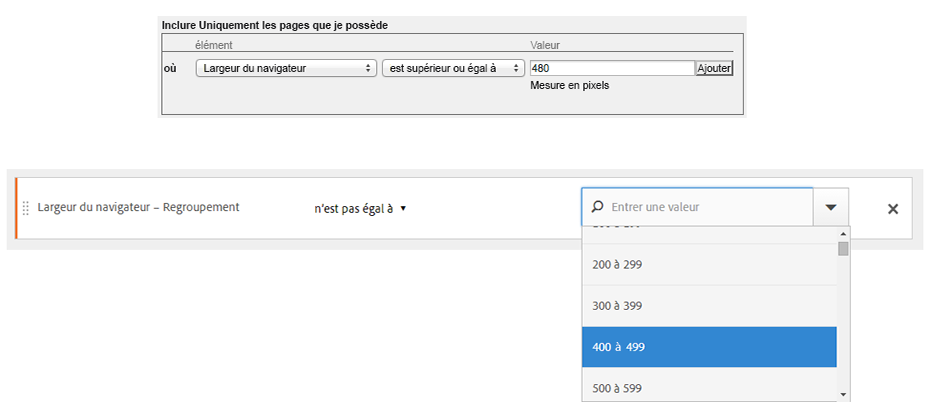 Inclure Uniquement les pages que je possède
élément Valeur
où Largeur du navigateur est supérieur ou égal à 480 Ajouter
Mesure en pixels
Largeur du navigateur – Regroupement n'est pas égal à Entrer une valeur
200 à 299
300 à 399
400 à 499
500 à 599